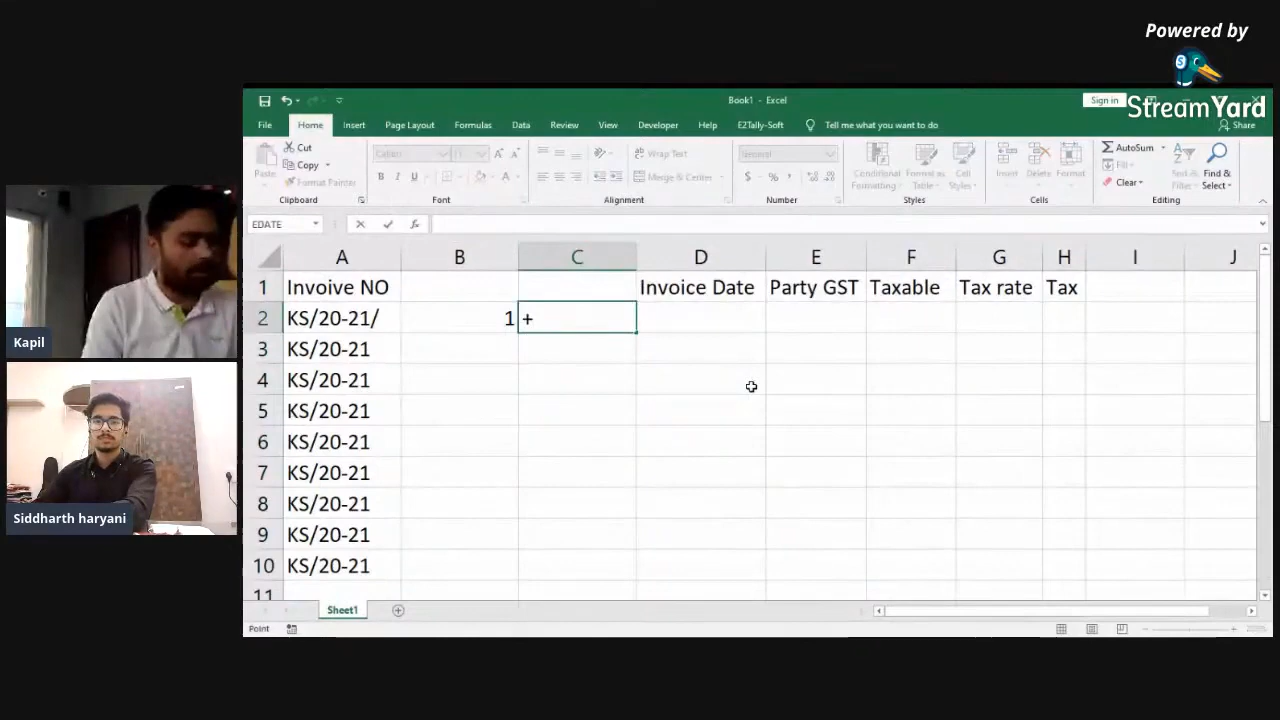 Powered by
StreamYard
Book1 - Excel
Sign in
File Home Insert Page Layout Formulas Data Review View Developer Help EZTally-Soft Tell me what you want to do Share
Paste
Cut
Copy
Format Painter
Clipboard
B I U
Font
Wrap Text
Merge & Center
Alignment
General
$ % ,
Number
Conditional Formatting
Format as Table
Cell Styles
Styles
Insert Delete Format
Cells
AutoSum
Fill
Clear
Sort & Filter
Find & Select
Editing
EDATE
A B C D E F G H I J
1 Invoive NO Invoice Date Party GST Taxable Tax rate Tax
2 KS/20-21/ 1 +
3 KS/20-21
4 KS/20-21
5 KS/20-21
6 KS/20-21
7 KS/20-21
8 KS/20-21
9 KS/20-21
10 KS/20-21
11
Sheet1
Point
Kapil
Siddharth haryani